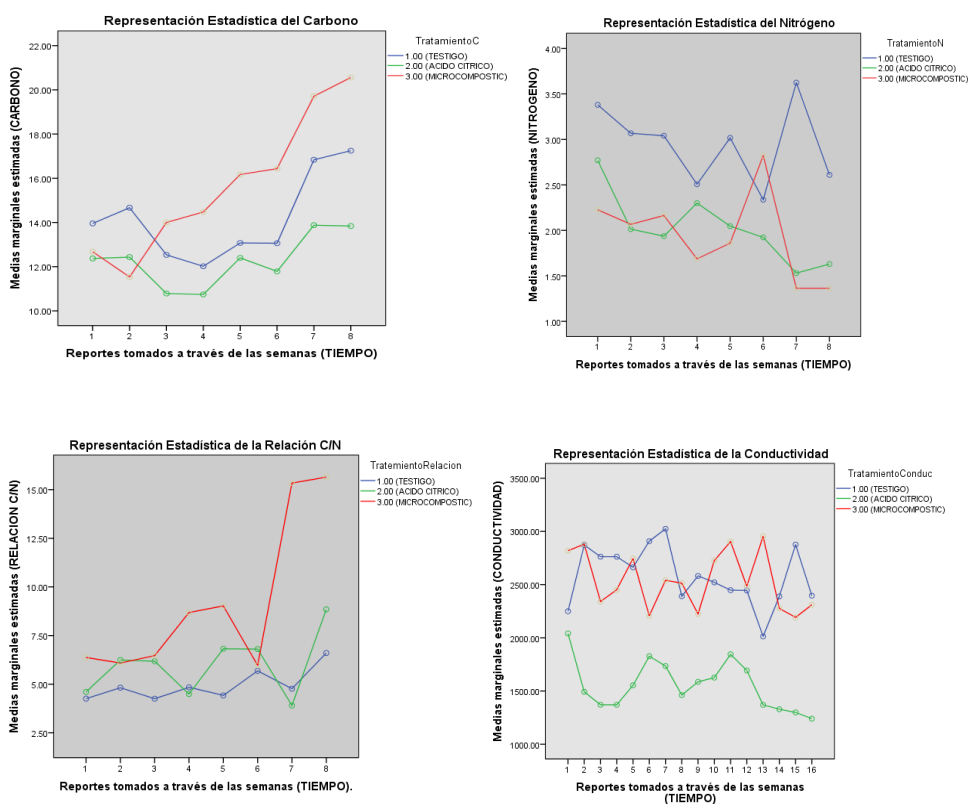 Representación Estadística del Carbono
TratamientoC
1.00 (TESTIGO)
2.00 (ACIDO CITRICO)
3.00 (MICROCOMPOSTIC)
Medias marginales estimadas (CARBONO)
22.00
20.00
18.00
16.00
14.00
12.00
10.00
1 2 3 4 5 6 7 8
Reportes tomados a través de las semanas (TIEMPO)
Representación Estadística del Nitrógeno
TratamientoN
1.00 (TESTIGO)
2.00 (ACIDO CITRICO)
3.00 (MICROCOMPOSTIC)
Medias marginales estimadas (NITROGENO)
4.00
3.50
3.00
2.50
2.00
1.50
1.00
1 2 3 4 5 6 7 8
Reportes tomados a través de las semanas (TIEMPO)
Representación Estadística de la Relación C/N
TratemientoRelacion
1.00 (TESTIGO)
2.00 (ACIDO CITRICO)
3.00 (MICROCOMPOSTIC)
Medias marginales estimadas (RELACION C/N)
15.00
12.50
10.00
7.50
5.00
2.50
1 2 3 4 5 6 7 8
Reportes tomados a través de las semanas (TIEMPO).
Representación Estadística de la Conductividad
TratamientoConduc
1.00 (TESTIGO)
2.00 (ACIDO CITRICO)
3.00 (MICROCOMPOSTIC)
Medias marginales estimadas (CONDUCTIVIDAD)
3500.00
3000.00
2500.00
2000.00
1500.00
1000.00
1 2 3 4 5 6 7 8 9 10 11 12 13 14 15 16
Reportes tomados a través de las semanas
(TIEMPO)